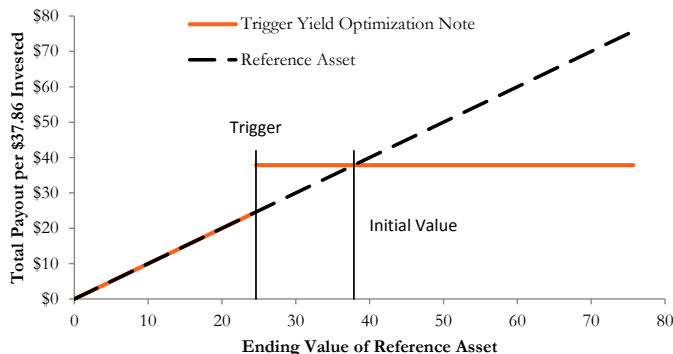 $80
$70
$60
$50
$40
$30
$20
$10
$0
Total Payout per $37.86 Invested
Trigger Yield Optimization Note
Reference Asset
Trigger
Initial Value
0 10 20 30 40 50 60 70 80
Ending Value of Reference Asset